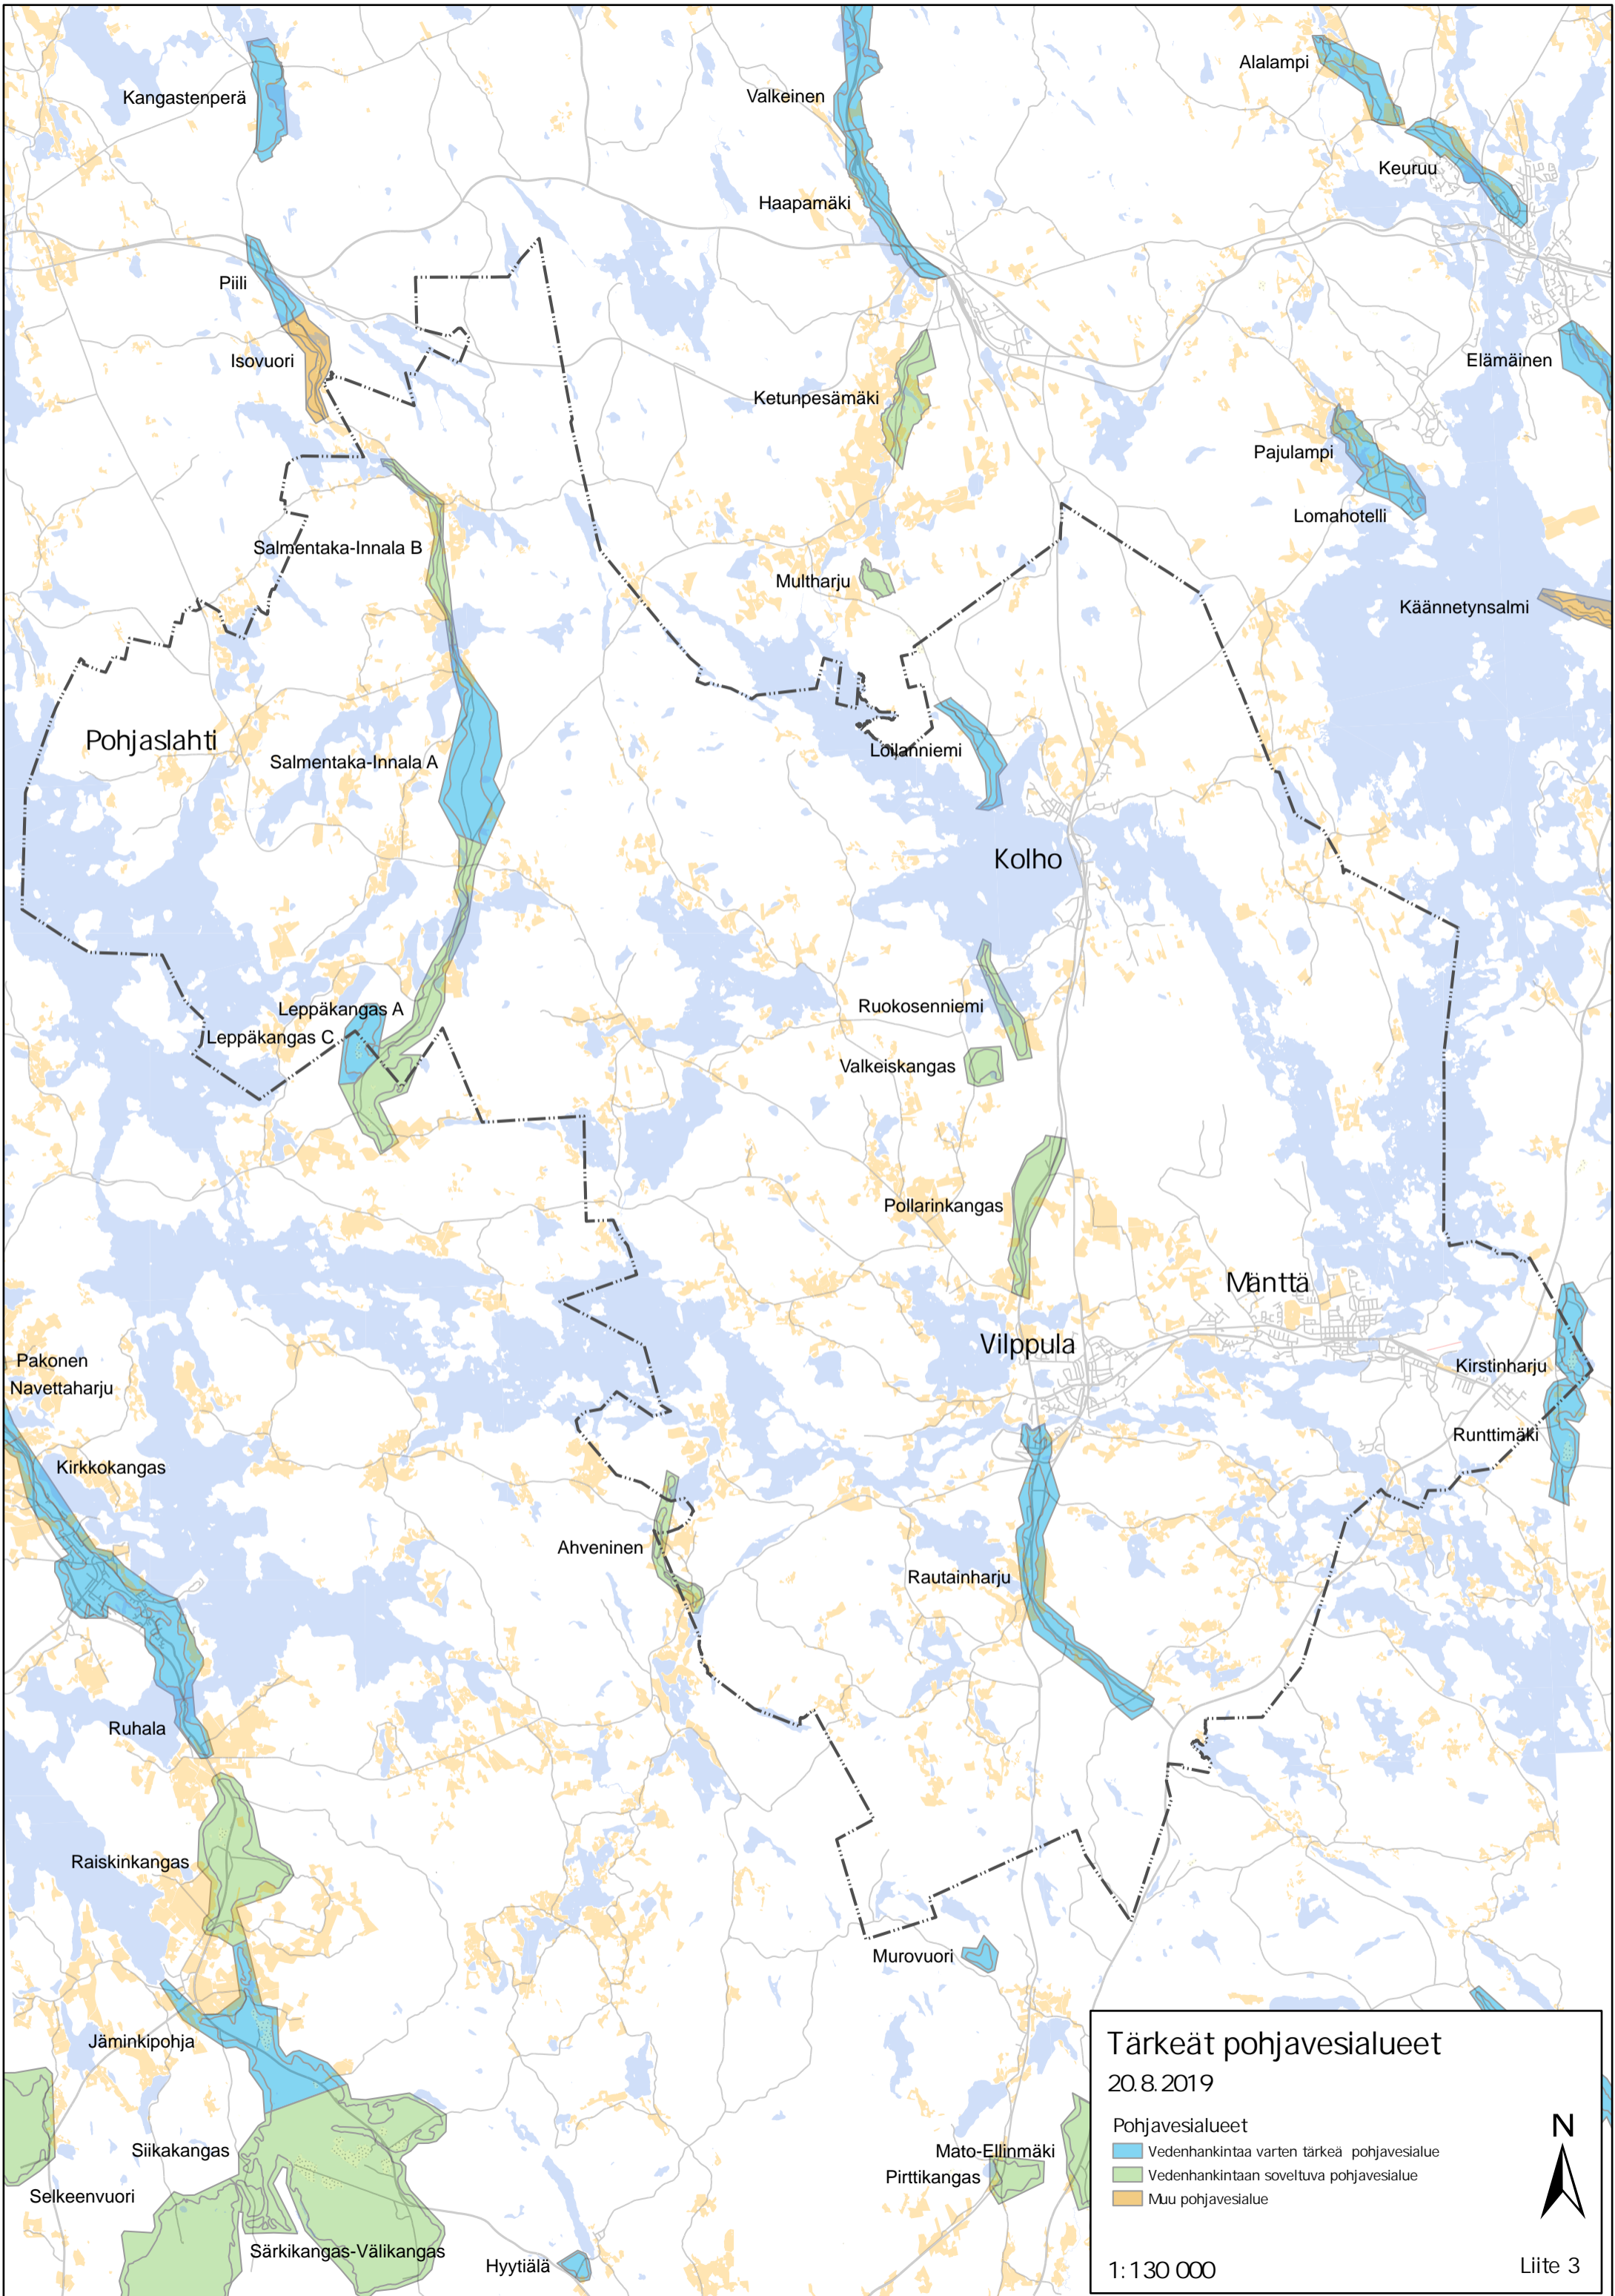 Alalampi
Kangastenperä
Valkeinen
Keuruu
Haapamäki
Piili
Isovuori
Elämäinen
Ketunpesämäki
Pajulampi
Lomahotelli
Salmentaka-Innala B
Multharju
Käännetynsalmi
Pohjaslahti
Loilanniemi
Salmentaka-Innala A
Kolho
Leppäkangas A
Ruokosenniemi
Leppäkangas C
Valkeiskangas
Pollarinkangas
Mänttä
Vilppula
Pakonen
Kirstinharju
Navettaharju
Runttimäki
Kirkkokangas
Ahveninen
Rautainharju
Ruhala
Raiskinkangas
Murovuori
Jäminkipohja
Siikakangas
Mato-Ellinmäki
Pirttikangas
Selkeenvuori
Särkikangas-Välikangas
Hyytiälä
Tärkeät pohjavesialueet
20.8.2019
Pohjavesialueet
N
Vedenhankintaa varten tärkeä pohjavesialue
Vedenhankintaan soveltuva pohjavesialue
Muu pohjavesialue
1:130 000
Liite 3